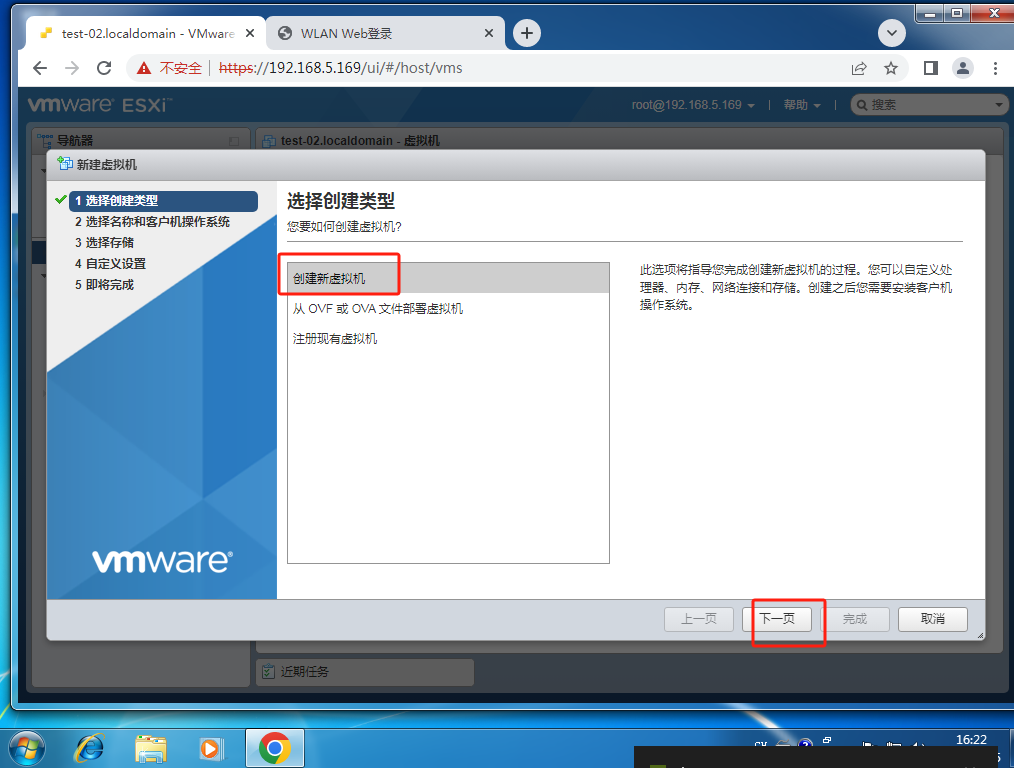 test-02.localdomain - VMware
WLAN Web登录
不安全
https://192.168.5.169/ui/#/host/vms
vmware ESXi™
root@192.168.5.169
帮助
搜索
导航器
test-02.localdomain - 虚拟机
新建虚拟机
1 选择创建类型
2 选择名称和客户机操作系统
3 选择存储
4 自定义设置
5 即将完成
vmware®
选择创建类型
您要如何创建虚拟机?
创建新虚拟机
从 OVF 或 OVA 文件部署虚拟机
注册现有虚拟机
此选项将指导您完成创建新虚拟机的过程。您可以自定义处
理器、内存、网络连接和存储。创建之后您需要安装客户机
操作系统。
上一页
下一页
完成
取消
近期任务
16:22